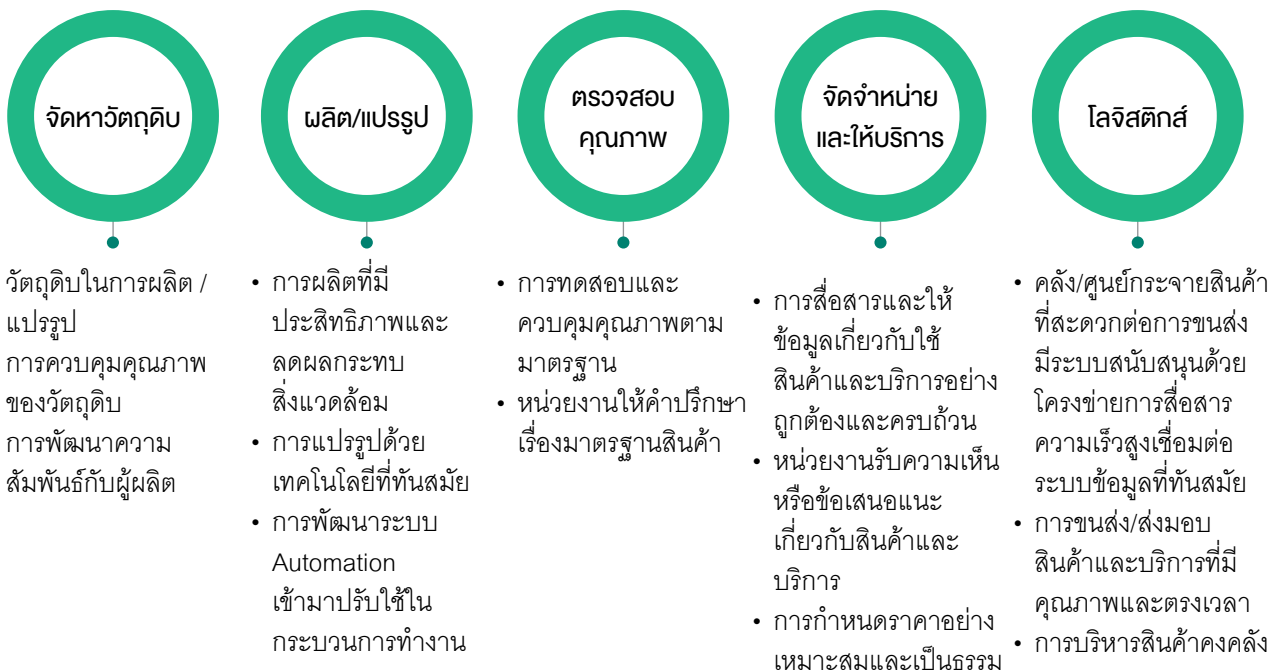 จัดหาวัตถุดิบ
วัตถุดิบในการผลิต /
แปรรูป
การควบคุมคุณภาพ
ของวัตถุดิบ
การพัฒนาความ
สัมพันธ์กับผู้ผลิต
ผลิต/แปรรูป
• การผลิตที่มี
ประสิทธิภาพและ
ลดผลกระทบ
สิ่งแวดล้อม
• การแปรรูปด้วย
เทคโนโลยีที่ทันสมัย
• การพัฒนาระบบ
Automation
เข้ามาปรับใช้ใน
กระบวนการทำงาน
ตรวจสอบ
คุณภาพ
• การทดสอบและ
ควบคุมคุณภาพตาม
มาตรฐาน
• หน่วยงานให้คำปรึกษา
เรื่องมาตรฐานสินค้า
จัดจำหน่าย
และให้บริการ
• การสื่อสารและให้
ข้อมูลเกี่ยวกับใช้
สินค้าและบริการอย่าง
ถูกต้องและครบถ้วน
• หน่วยงานรับความเห็น
หรือข้อเสนอแนะ
เกี่ยวกับสินค้าและ
บริการ
• การกำหนดราคาอย่าง
เหมาะสมและเป็นธรรม
โลจิสติกส์
• คลัง/ศูนย์กระจายสินค้า
ที่สะดวกต่อการขนส่ง
มีระบบสนับสนุนด้วย
โครงข่ายการสื่อสาร
ความเร็วสูงเชื่อมต่อ
ระบบข้อมูลที่ทันสมัย
• การขนส่ง/ส่งมอบ
สินค้าและบริการที่มี
คุณภาพและตรงเวลา
• การบริหารสินค้าคงคลัง